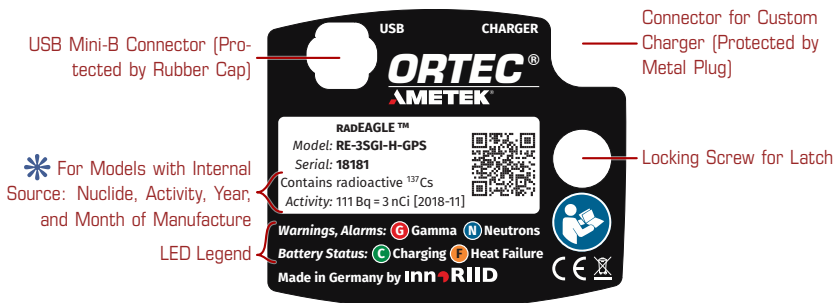 USB Mini-B Connector (Pro-
tected by Rubber Cap)
USB
CHARGER
Connector for Custom
Charger (Protected by
Metal Plug)
ORTEC®
AMETEK®
RADEAGLE ™
Model: RE-3SGI-H-GPS
Serial: 18181
Contains radioactive ¹³⁷Cs
Activity: 111 Bq = 3 nCi [2018-11]
Locking Screw for Latch
For Models with Internal
Source: Nuclide, Activity, Year,
and Month of Manufacture
LED Legend
Warnings, Alarms: G Gamma N Neutrons
Battery Status: C Charging F Heat Failure
Made in Germany by innRIID
CE